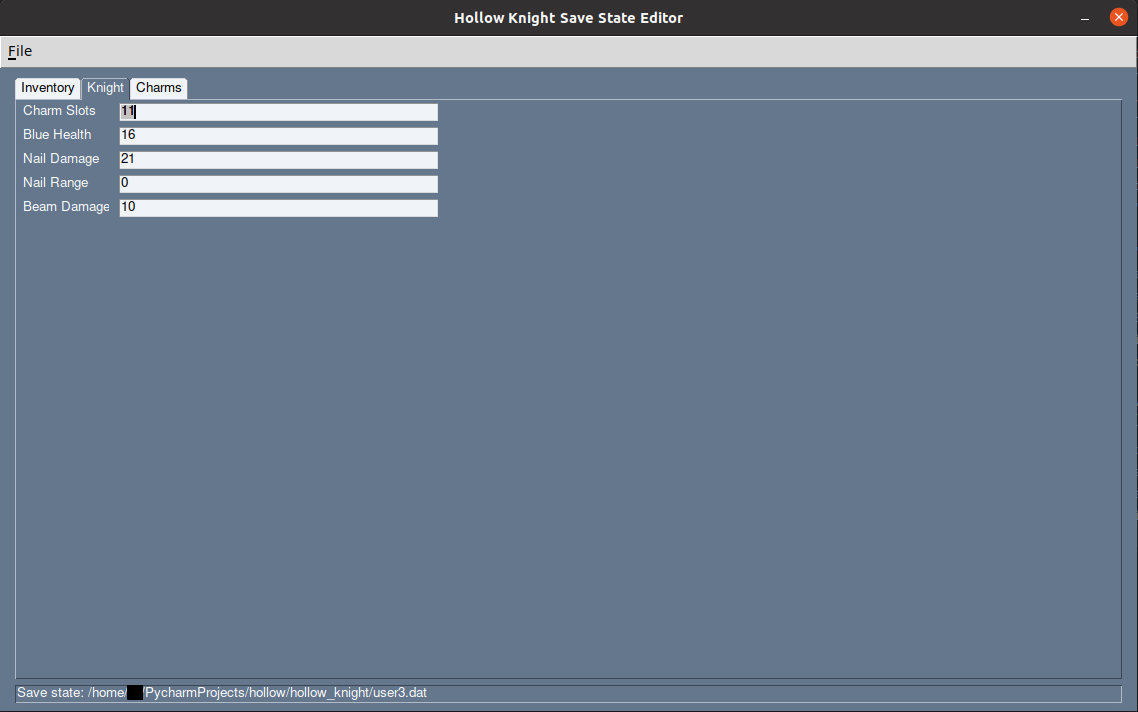 Hollow Knight Save State Editor
File
Inventory Knight Charms
Charm Slots 11
Blue Health 16
Nail Damage 21
Nail Range 0
Beam Damage 10
Save state: /home/ /PycharmProjects/hollow/hollow_knight/user3.dat